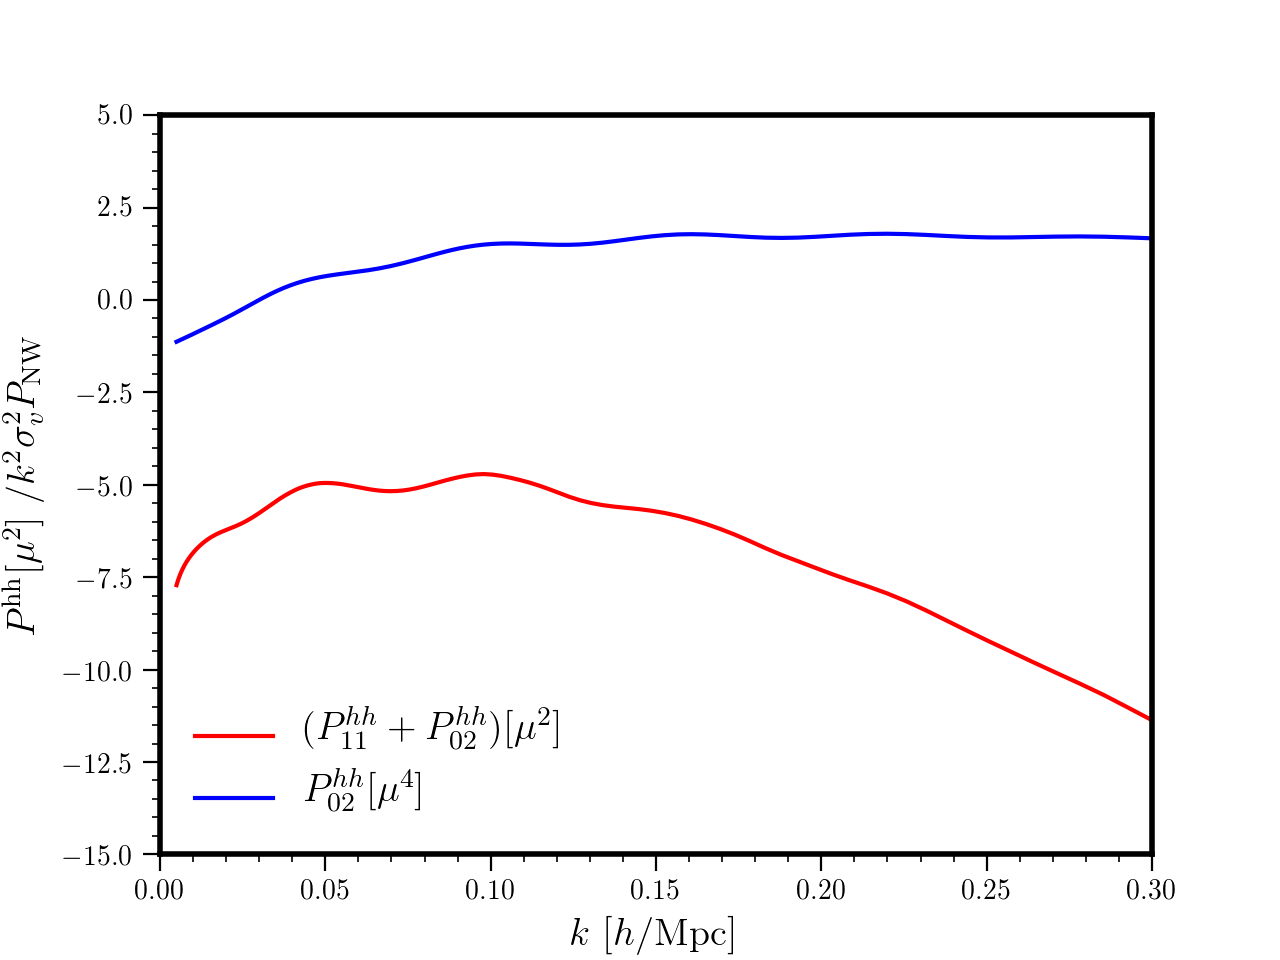 5.0
2.5
0.0
−2.5
−5.0
−7.5
−10.0
−12.5
−15.0
0.00 0.05 0.10 0.15 0.20 0.25 0.30
k [h/Mpc]
P^{hh}[μ^2] /k^2σ_v^2P_{NW}
(P_{11}^{hh} + P_{02}^{hh})[μ^2]
P_{02}^{hh}[μ^4]